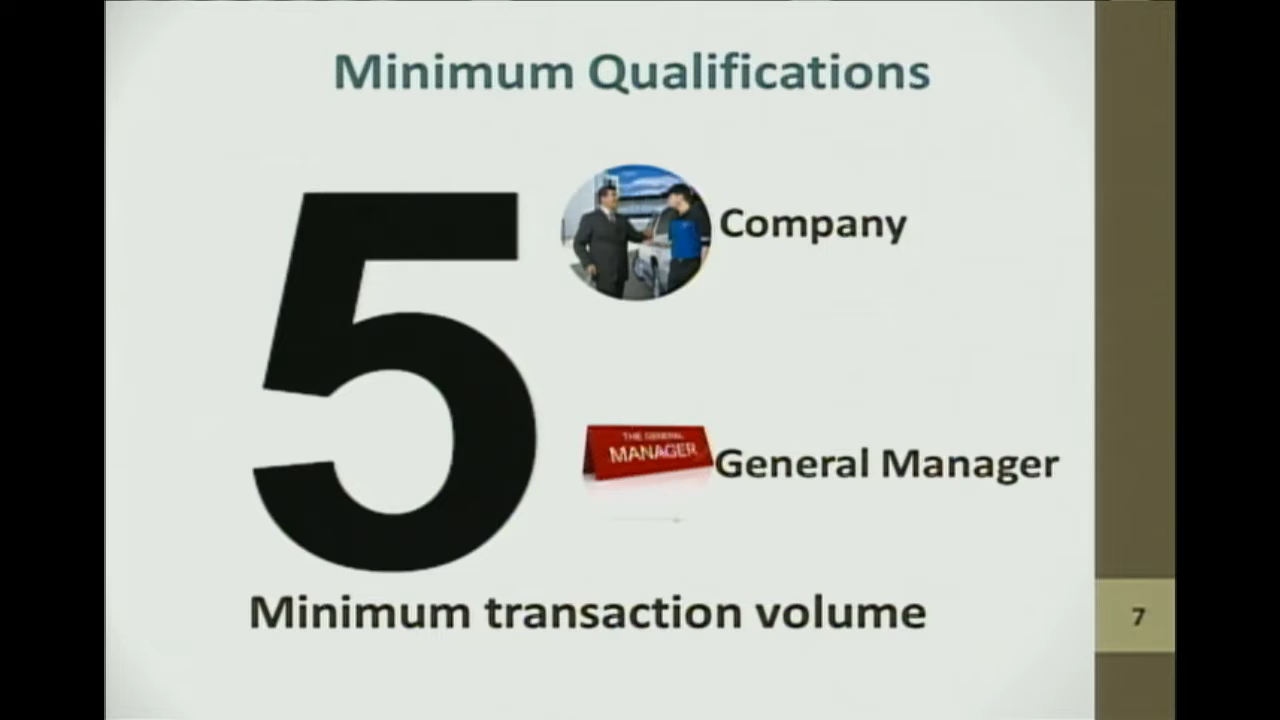 Minimum Qualifications
5
Company
THE GENERAL
MANAGER
General Manager
Minimum transaction volume
7